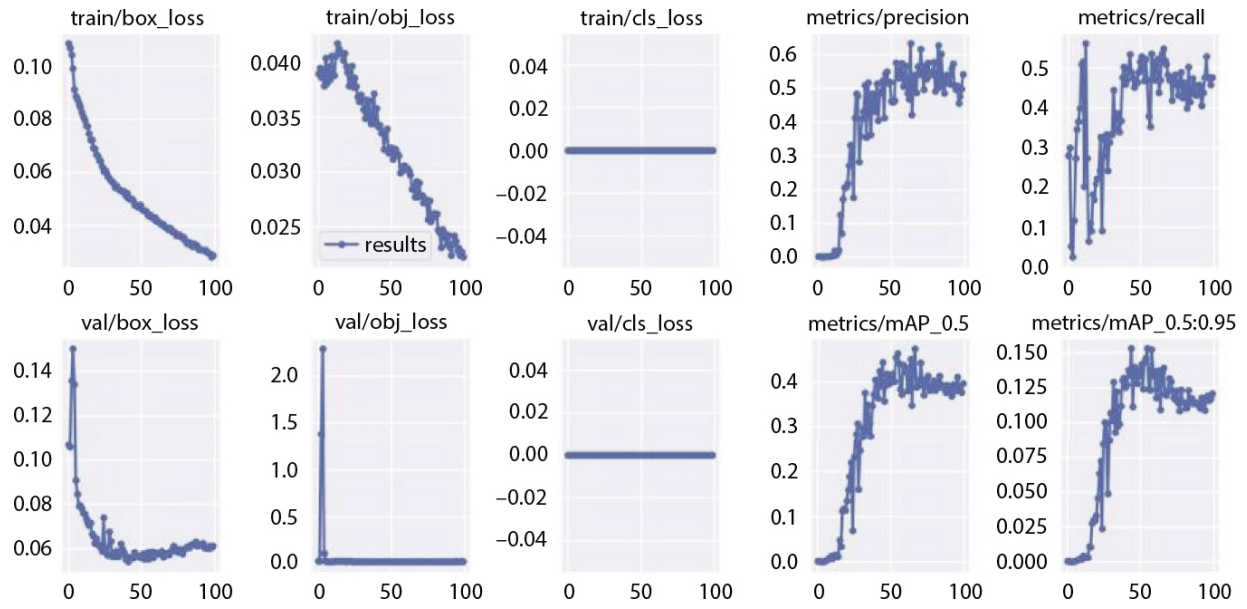 train/box_loss
0.10
0.08
0.06
0.04
0 50 100
train/obj_loss
0.040
0.035
0.030
0.025
results
0 50 100
train/cls_loss
0.04
0.02
0.00
–0.02
–0.04
0 50 100
metrics/precision
0.6
0.5
0.4
0.3
0.2
0.1
0.0
0 50 100
metrics/recall
0.5
0.4
0.3
0.2
0.1
0.0
0 50 100
val/box_loss
0.14
0.12
0.10
0.08
0.06
0 50 100
val/obj_loss
2.0
1.5
1.0
0.5
0.0
0 50 100
val/cls_loss
0.04
0.02
0.00
–0.02
–0.04
0 50 100
metrics/mAP_0.5
0.4
0.3
0.2
0.1
0.0
0 50 100
metrics/mAP_0.5:0.95
0.150
0.125
0.100
0.075
0.050
0.025
0.000
0 50 100